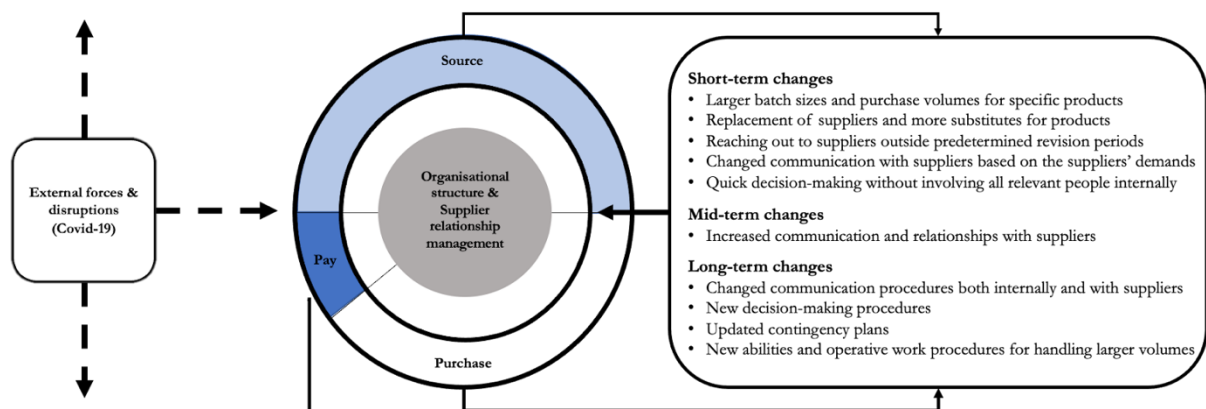 External forces &
disruptions
(Covid-19)
Source
Organisational
structure &
Supplier
relationship
management
Pay
Purchase
Short-term changes
• Larger batch sizes and purchase volumes for specific products
• Replacement of suppliers and more substitutes for products
• Reaching out to suppliers outside predetermined revision periods
• Changed communication with suppliers based on the suppliers’ demands
• Quick decision-making without involving all relevant people internally
Mid-term changes
• Increased communication and relationships with suppliers
Long-term changes
• Changed communication procedures both internally and with suppliers
• New decision-making procedures
• Updated contingency plans
• New abilities and operative work procedures for handling larger volumes